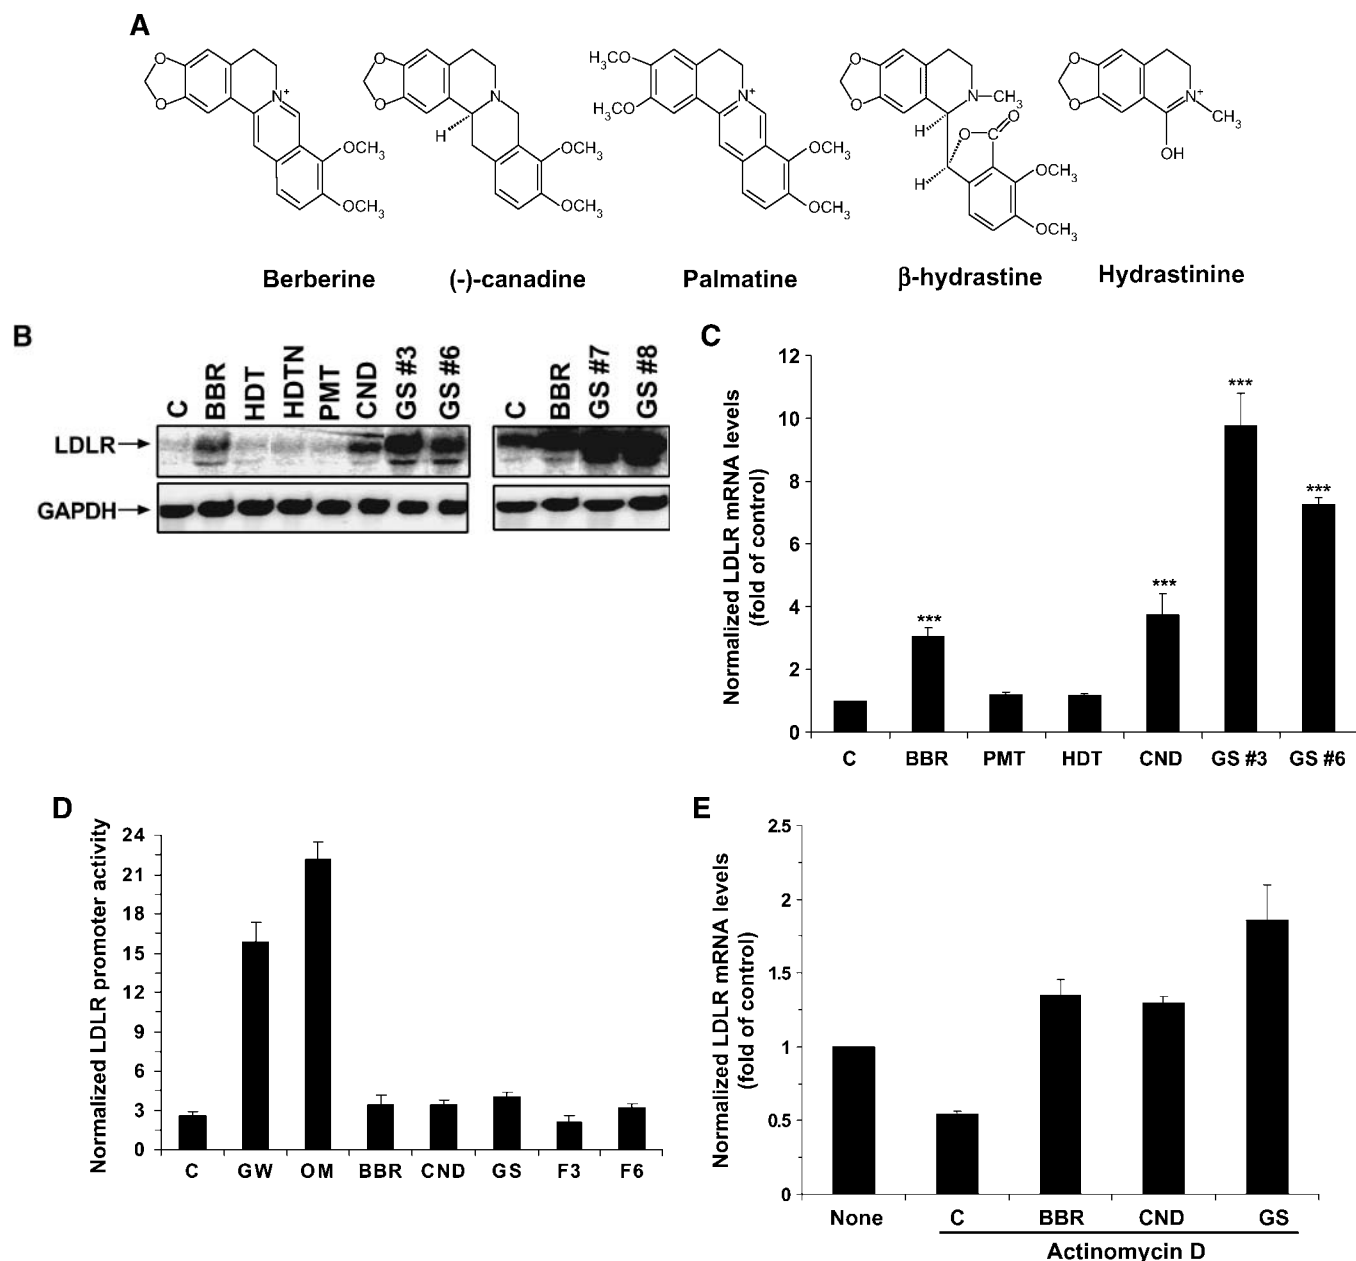 A
O
O
N+
OCH3
OCH3
Berberine
O
O
N
H
OCH3
OCH3
(-)-canadine
H3CO
H3CO
N+
OCH3
OCH3
Palmatine
O
O
N
CH3
H
O
C
O
H
OCH3
OCH3
β-hydrastine
O
O
N+
CH3
OH
Hydrastinine
B
C BBR HDT HDTN PMT CND GS #3 GS #6
C BBR GS #7 GS #8
LDLR
GAPDH
C
Normalized LDLR mRNA levels
(fold of control)
12
10
8
6
4
2
0
***
***
***
***
C BBR PMT HDT CND GS #3 GS #6
D
Normalized LDLR promoter activity
24
21
18
15
12
9
6
3
0
C GW OM BBR CND GS F3 F6
E
Normalized LDLR mRNA levels
(fold of control)
2.5
2
1.5
1
0.5
0
None C BBR CND GS
Actinomycin D